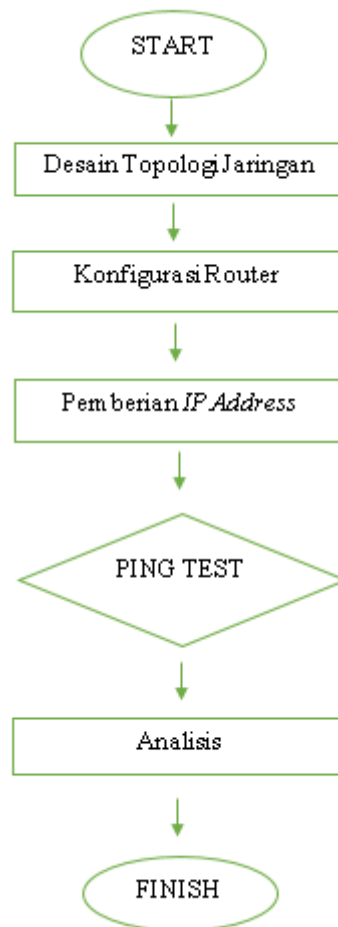 START
Desain Topologi Jaringan
Konfigurasi Router
Pemberian IP Address
PING TEST
Analisis
FINISH